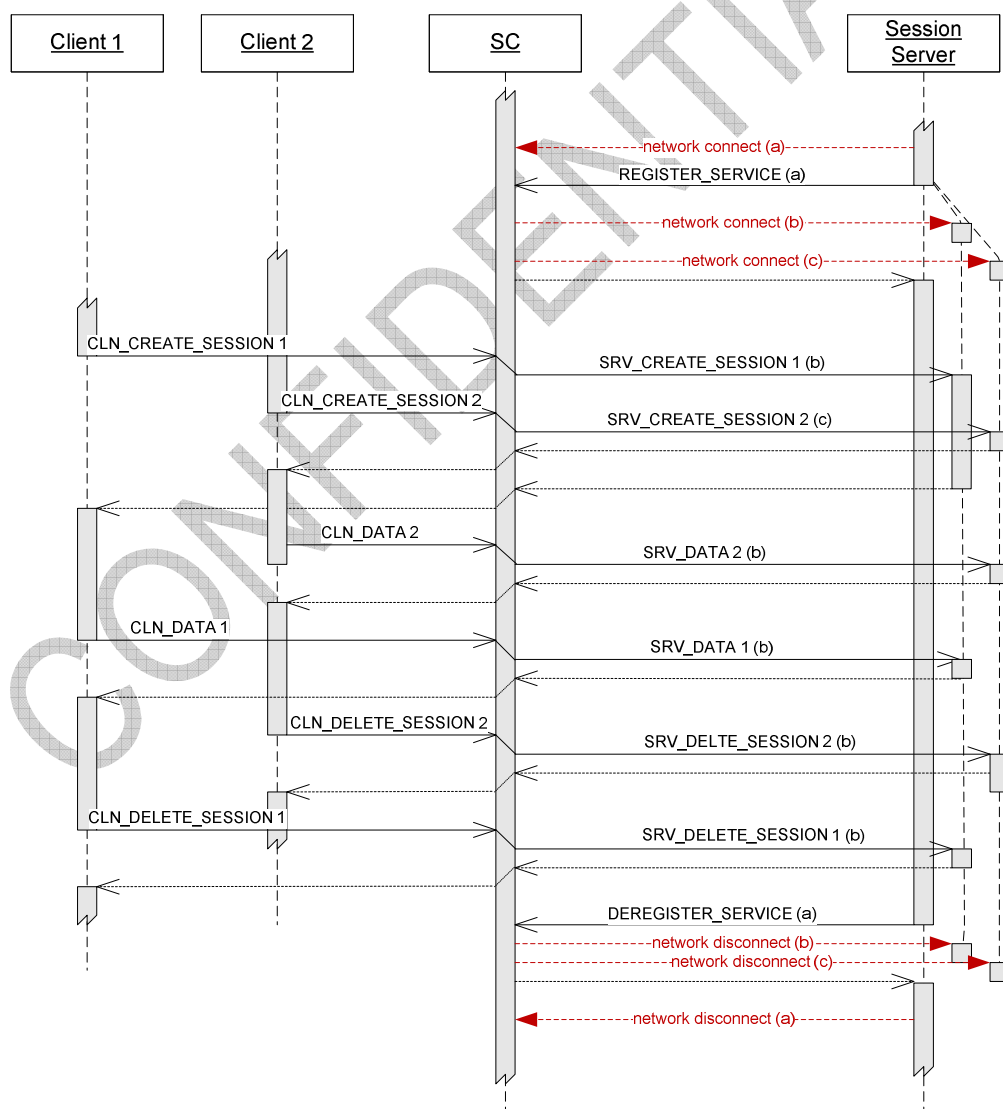 Client 1
Client 2
SC
Session
Server
network connect (a)
REGISTER_SERVICE (a)
network connect (b)
network connect (c)
CLN_CREATE_SESSION 1
SRV_CREATE_SESSION 1 (b)
CLN_CREATE_SESSION 2
SRV_CREATE_SESSION 2 (c)
CLN_DATA 2
SRV_DATA 2 (b)
CLN_DATA 1
SRV_DATA 1 (b)
CLN_DELETE_SESSION 2
SRV_DELTE_SESSION 2 (b)
CLN_DELETE_SESSION 1
SRV_DELETE_SESSION 1 (b)
DEREGISTER_SERVICE (a)
network disconnect (b)
network disconnect (c)
network disconnect (a)
CONFIDENTIA